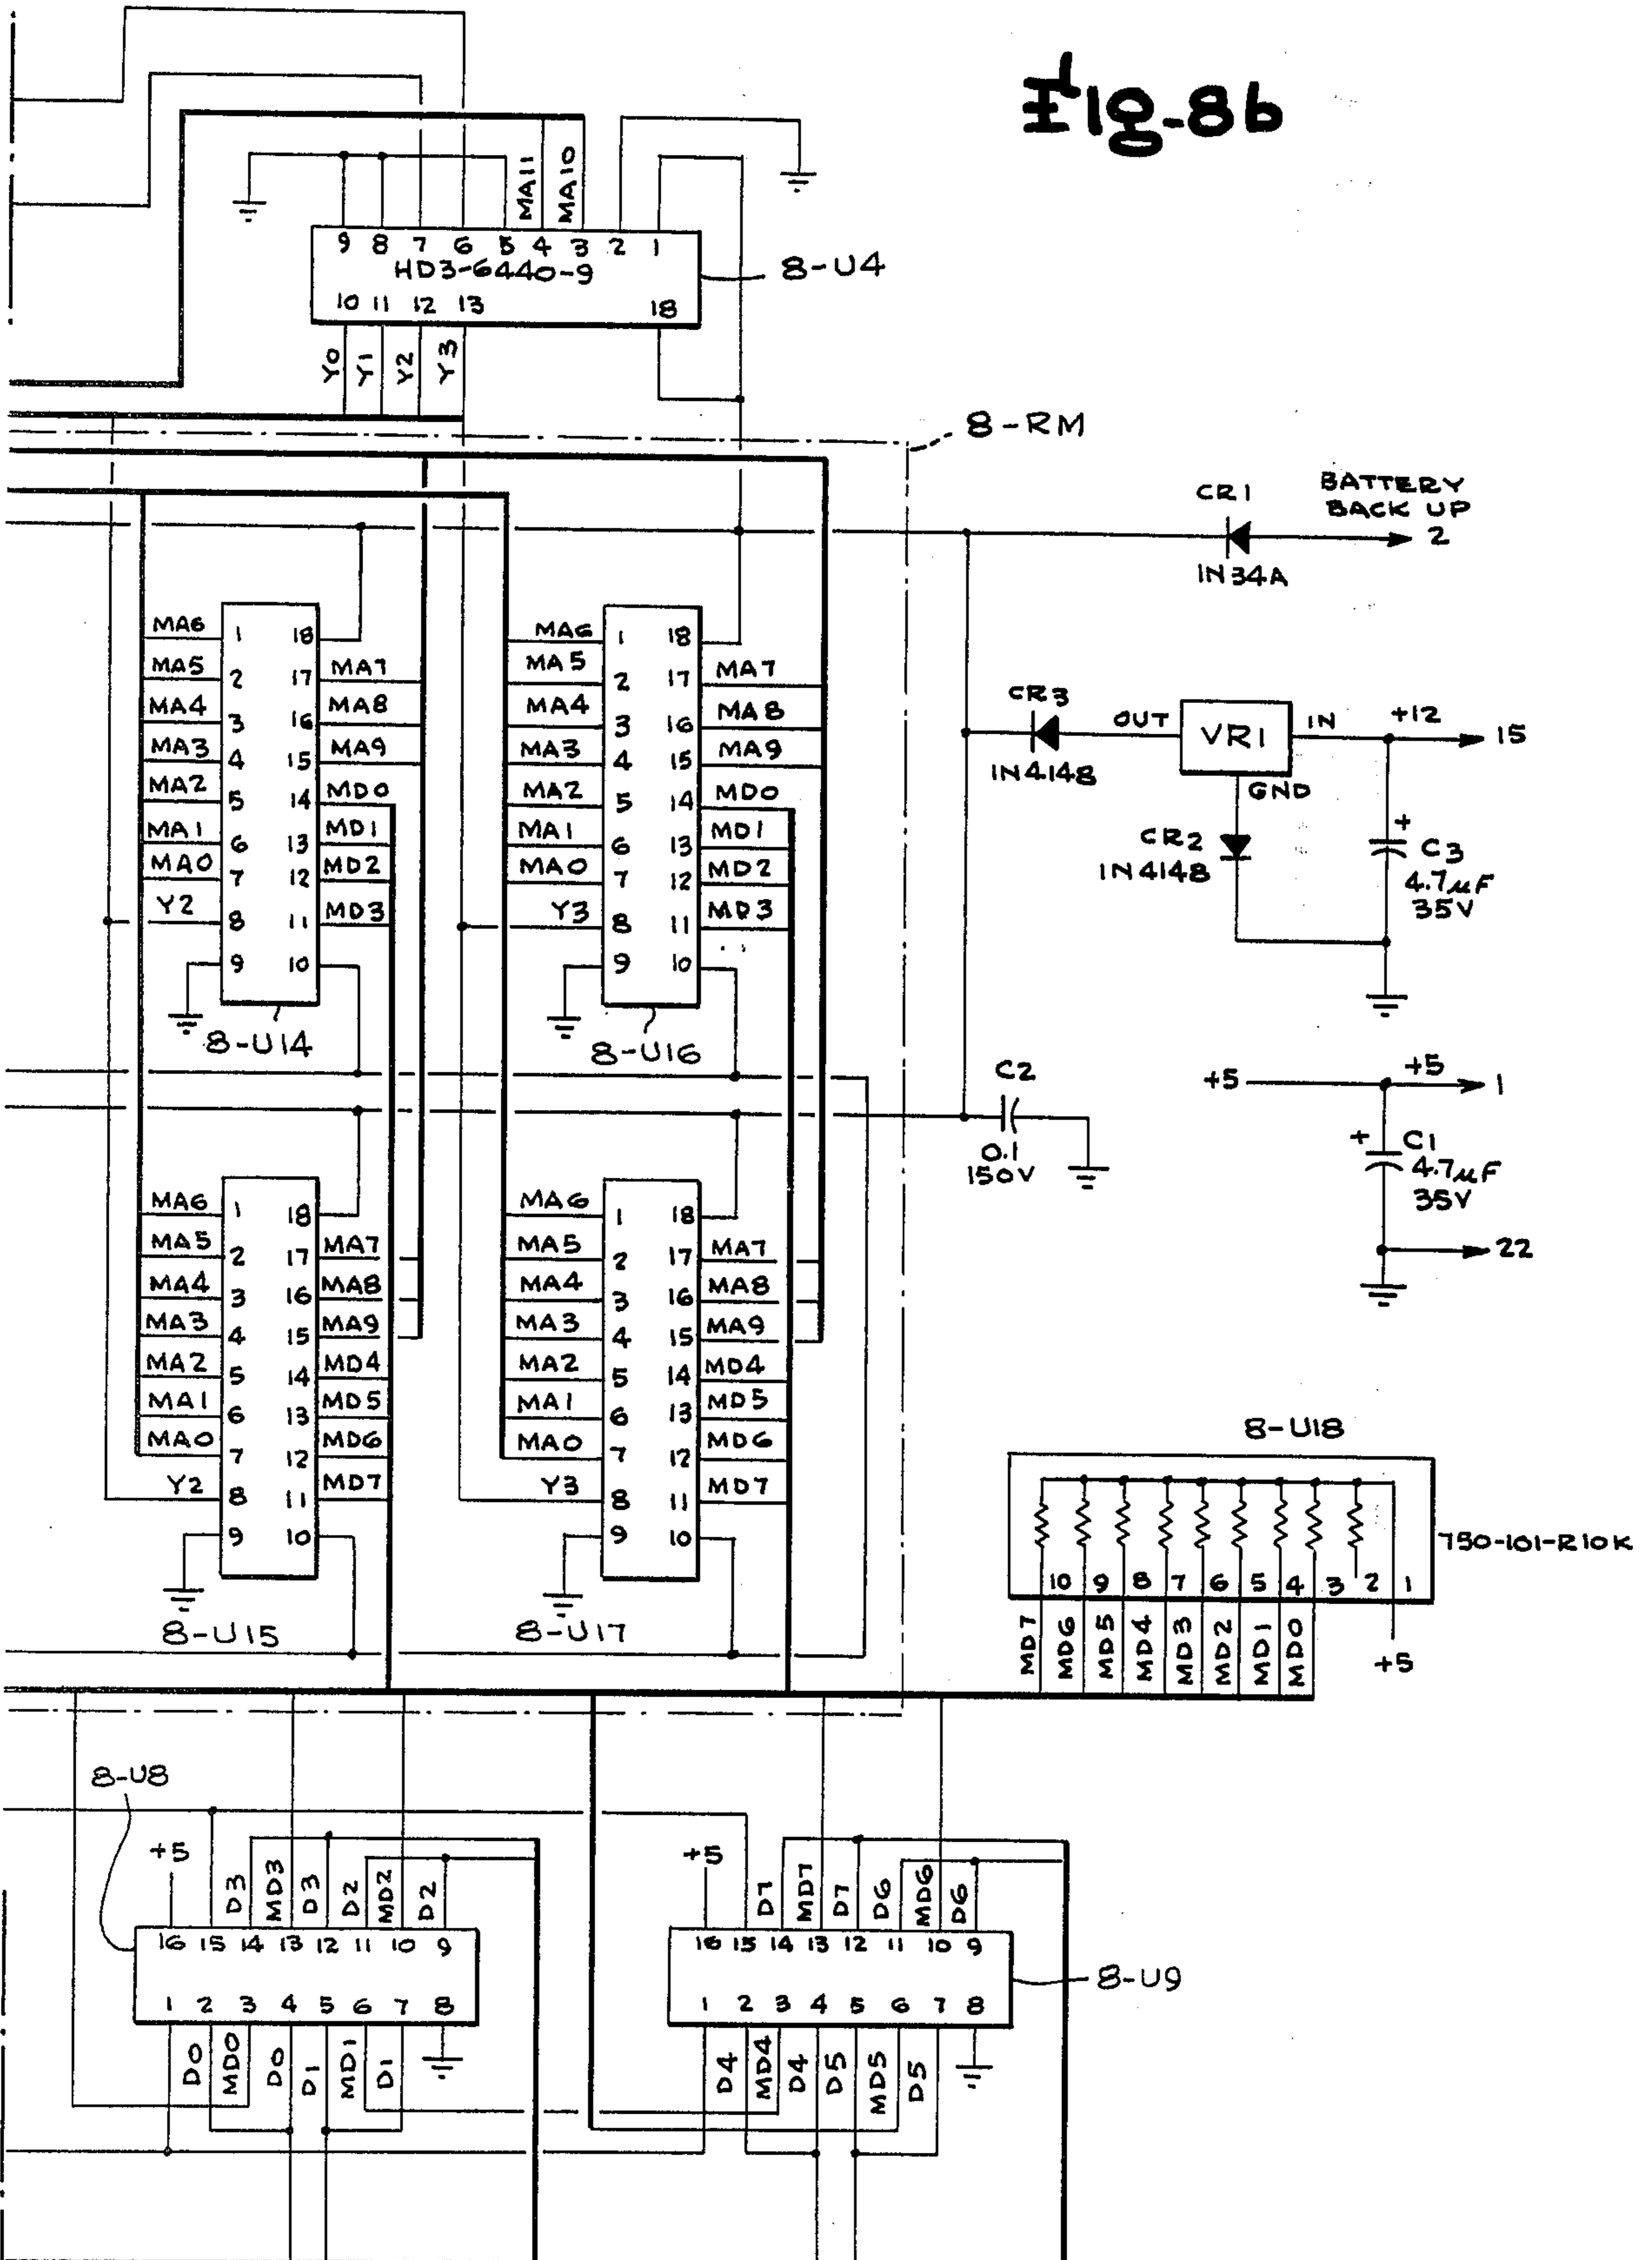 Fig-8b
MA11
MA10
9 8 7 6 5 4 3 2 1
HD3-6440-9
10 11 12 13 18
8-U4
Y0
Y1
Y2
Y3
8-RM
CR1
1N34A
BATTERY
BACK UP
2
MA6 1 18
MA5 2 17 MA7
MA4 3 16 MA8
MA3 4 15 MA9
MA2 5 14 MD0
MA1 6 13 MD1
MA0 7 12 MD2
Y2 8 11 MD3
9 10
8-U14
MA6 1 18
MA5 2 17 MA7
MA4 3 16 MA8
MA3 4 15 MA9
MA2 5 14 MD0
MA1 6 13 MD1
MA0 7 12 MD2
Y3 8 11 MD3
9 10
8-U16
CR3
1N4148
OUT VR1 IN +12 15
GND
CR2
1N4148
+ C3
4.7µF
35V
C2
0.1
150V
+5 +5 1
+ C1
4.7µF
35V
22
MA6 1 18
MA5 2 17 MA7
MA4 3 16 MA8
MA3 4 15 MA9
MA2 5 14 MD4
MA1 6 13 MD5
MA0 7 12 MD6
Y2 8 11 MD7
9 10
8-U15
MA6 1 18
MA5 2 17 MA7
MA4 3 16 MA8
MA3 4 15 MA9
MA2 5 14 MD4
MA1 6 13 MD5
MA0 7 12 MD6
Y3 8 11 MD7
9 10
8-U17
8-U18
750-101-R10K
10 9 8 7 6 5 4 3 2 1
MD7
MD6
MD5
MD4
MD3
MD2
MD1
MD0
+5
8-U8
+5
D3
MD3
D3
D2
MD2
D2
16 15 14 13 12 11 10 9
1 2 3 4 5 6 7 8
D0
MD0
D0
D1
MD1
D1
+5
D7
MD7
D7
D6
MD6
D6
16 15 14 13 12 11 10 9
1 2 3 4 5 6 7 8
8-U9
D4
MD4
D4
D5
MD5
D5